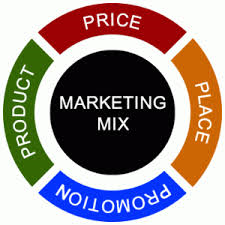 PRICE
PRODUCT
MARKETING
MIX
PLACE
PROMOTION